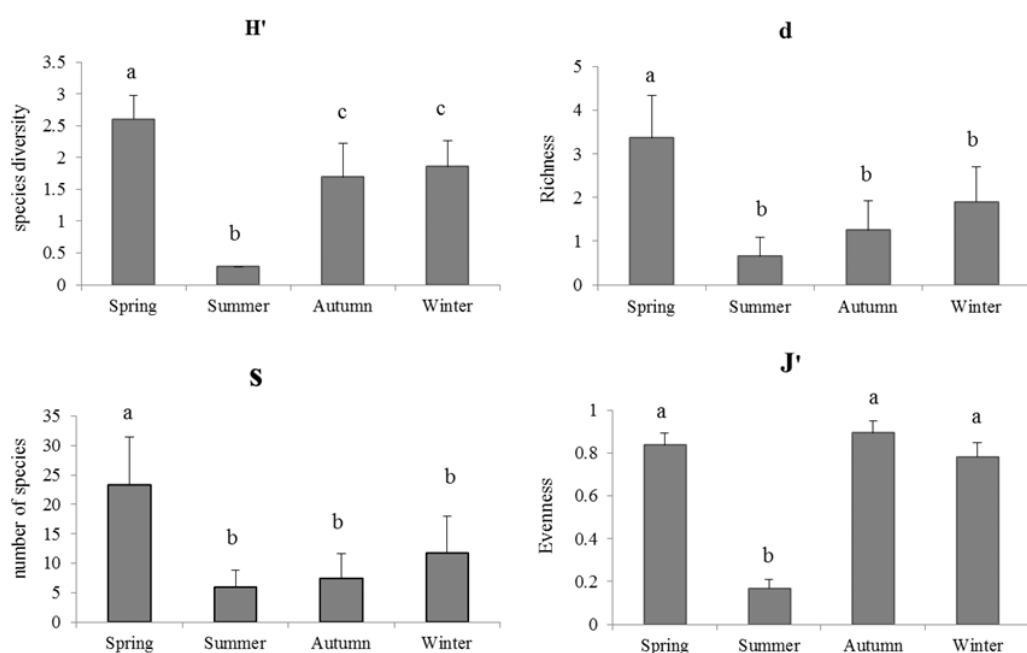 H'
species diversity
3.5
3
2.5
2
1.5
1
0.5
0
a
b
c
c
Spring Summer Autumn Winter
d
Richness
5
4
3
2
1
0
a
b
b
b
Spring Summer Autumn Winter
S
number of species
35
30
25
20
15
10
5
0
a
b
b
b
Spring Summer Autumn Winter
J'
Evenness
1
0.8
0.6
0.4
0.2
0
a
b
a
a
Spring Summer Autumn Winter